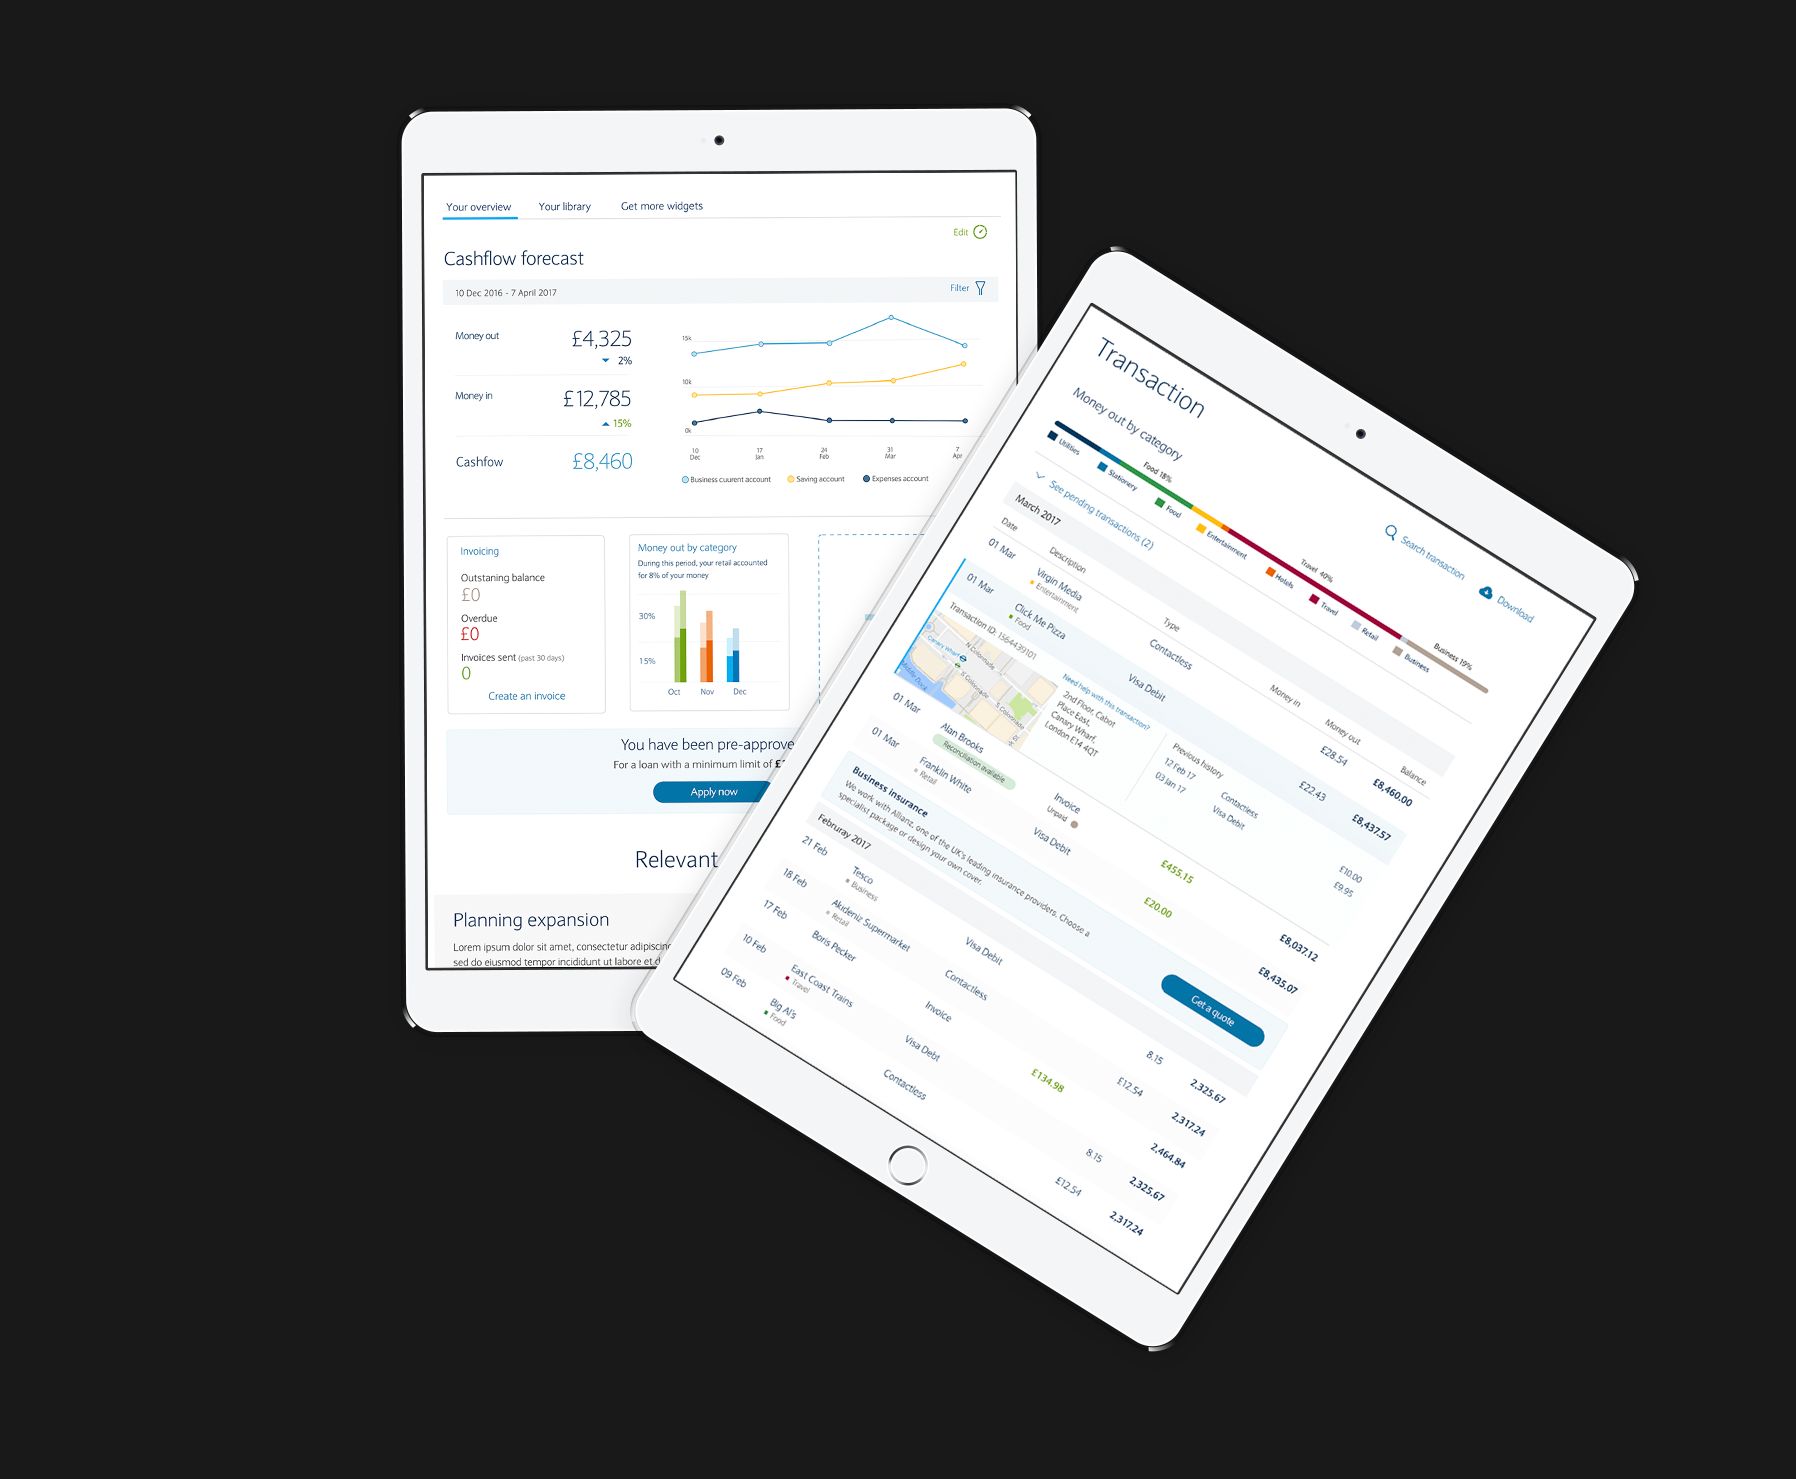 Your overview
Your library
Get more widgets
Edit
Cashflow forecast
10 Dec 2016 - 7 April 2017
Filter
Money out
£4,325
2%
Money in
£12,785
15%
Cashfow
£8,460
15k
10k
0k
10 Dec
17 Jan
24 Feb
31 Mar
7 Apr
Business cuurent account
Saving account
Expenses account
Invoicing
Outstaning balance
£0
Overdue
£0
Invoices sent (past 30 days)
0
Create an invoice
Money out by category
During this period, your retail accounted
for 8% of your money
30%
15%
Oct
Nov
Dec
You have been pre-approve
For a loan with a minimum limit of £
Apply now
Relevant
Planning expansion
Lorem ipsum dolor sit amet, consectetur adipiscing
sed do eiusmod tempor incididunt ut labore et d
Transaction
Money out by category
Food 18%
Travel 40%
Business 19%
Utilities
Stationery
Food
Entertainment
Hotels
Travel
Retail
Business
Search transaction
Download
See pending transactions (2)
March 2017
Date
Description
Type
Money in
Money out
Balance
01 Mar
Virgin Media
Entertainment
Contactless
£28.54
£8,460.00
01 Mar
Click Me Pizza
Food
Visa Debit
£22.43
£8,437.57
Transaction ID: 1564439101
Canary Wharf
N Colonnade
S Colonnade
S Colonnade
Middle Dock
Need help with this transaction?
2nd Floor, Cabot
Place East,
Canary Wharf,
London E14 4QT
Previous history
12 Feb 17
Contactless
£10.00
03 Jan 17
Visa Debit
£9.95
01 Mar
Alan Brooks
Reconciliation available
Invoice
Unpaid
£455.15
£8,037.12
01 Mar
Franklin White
Retail
Visa Debit
£20.00
£8,435.07
Business insurance
We work with Allianz, one of the UK's leading insurance providers. Choose a
specialist package or design your own cover.
Get a quote
Februray 2017
21 Feb
Tesco
Business
Visa Debit
8.15
2,325.67
18 Feb
Akideniz Supermarket
Retail
Contactless
£12.54
2,317.24
17 Feb
Boris Pecker
Invoice
£134.98
2,464.84
10 Feb
East Coast Trains
Travel
Visa Debt
8.15
2,325.67
09 Feb
Big Al's
Food
Contactless
£12.54
2,317.24